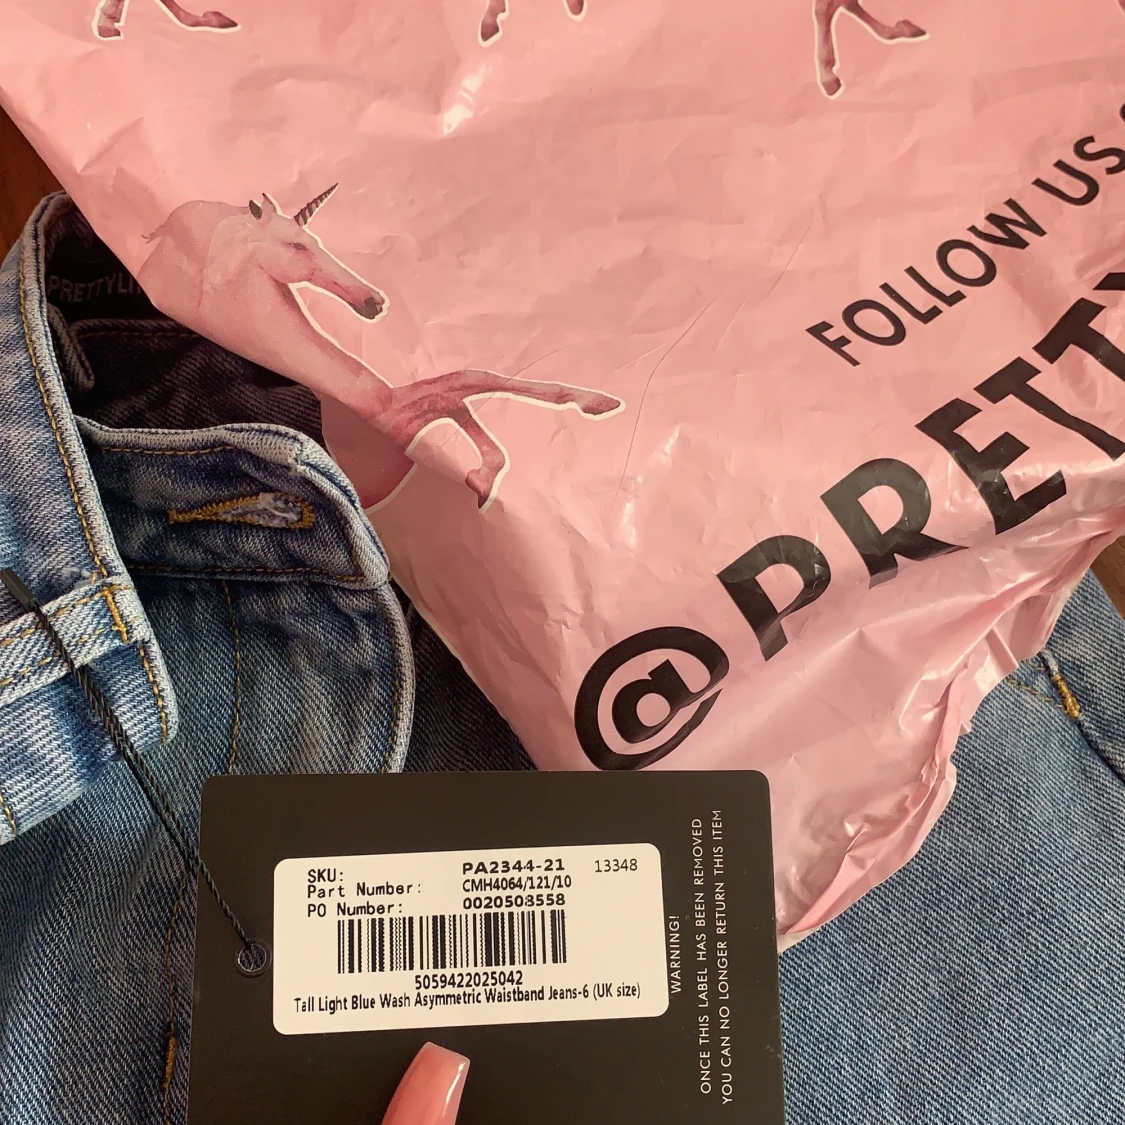 FOLLOW US
@PRETT
PRETTYLI
SKU: PA2344-21 13348
Part Number: CMH4064/121/10
PO Number: 0020508558
5059422025042
Tall Light Blue Wash Asymmetric Waistband Jeans-6 (UK size)
WARNING!
ONCE THIS LABEL HAS BEEN REMOVED
YOU CAN NO LONGER RETURN THIS ITEM